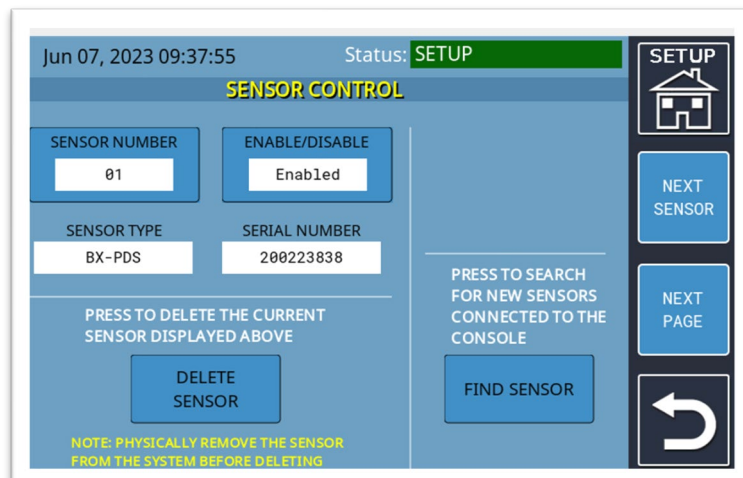 Jun 07, 2023 09:37:55
Status: SETUP
SENSOR CONTROL
SENSOR NUMBER
01
ENABLE/DISABLE
Enabled
SENSOR TYPE
BX-PDS
SERIAL NUMBER
200223838
PRESS TO DELETE THE CURRENT
SENSOR DISPLAYED ABOVE
DELETE
SENSOR
NOTE: PHYSICALLY REMOVE THE SENSOR
FROM THE SYSTEM BEFORE DELETING
PRESS TO SEARCH
FOR NEW SENSORS
CONNECTED TO THE
CONSOLE
FIND SENSOR
SETUP
NEXT
SENSOR
NEXT
PAGE